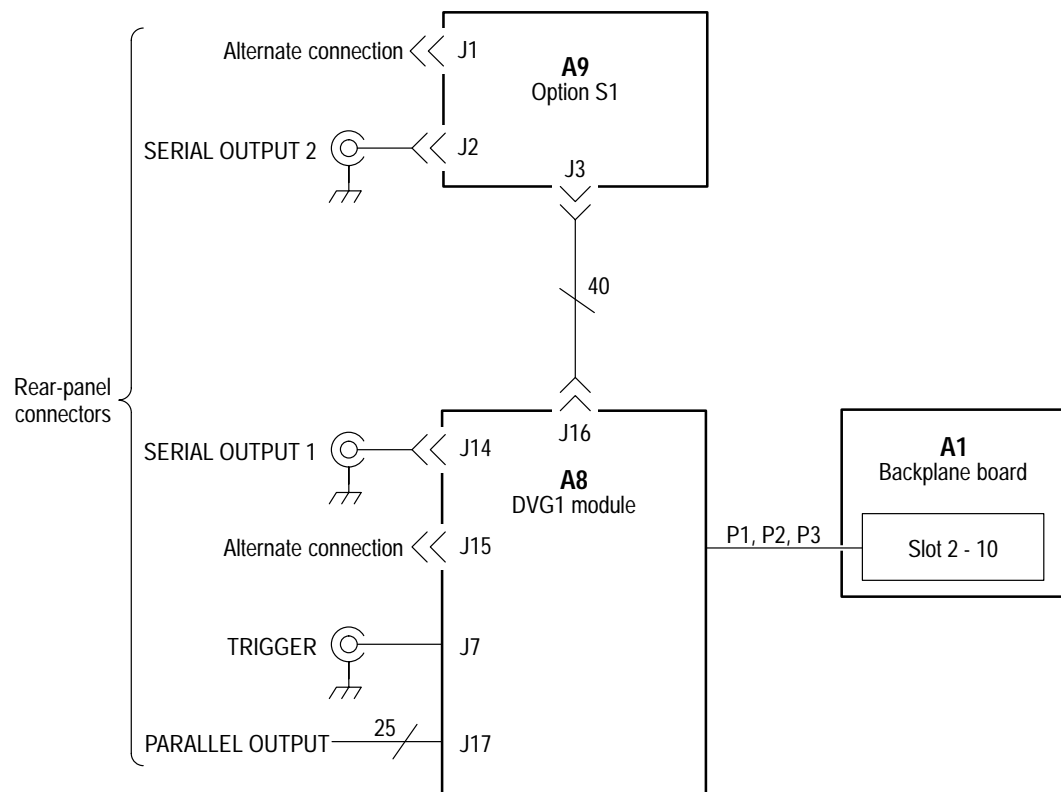 Alternate connection
J1
A9
Option S1
SERIAL OUTPUT 2
J2
J3
40
Rear-panel
connectors
J16
SERIAL OUTPUT 1
J14
A8
DVG1 module
A1
Backplane board
Alternate connection
J15
P1, P2, P3
Slot 2 - 10
TRIGGER
J7
25
PARALLEL OUTPUT
J17